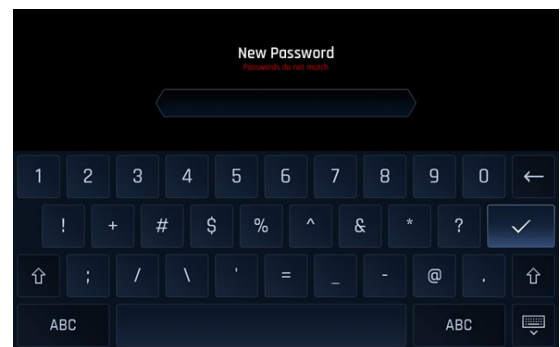 New Password
Passwords do not match
1 2 3 4 5 6 7 8 9 0 ←
! + # $ % ^ & * ? ✓
⇧ ; / \ ' = _ - @ . ⇧
ABC ABC